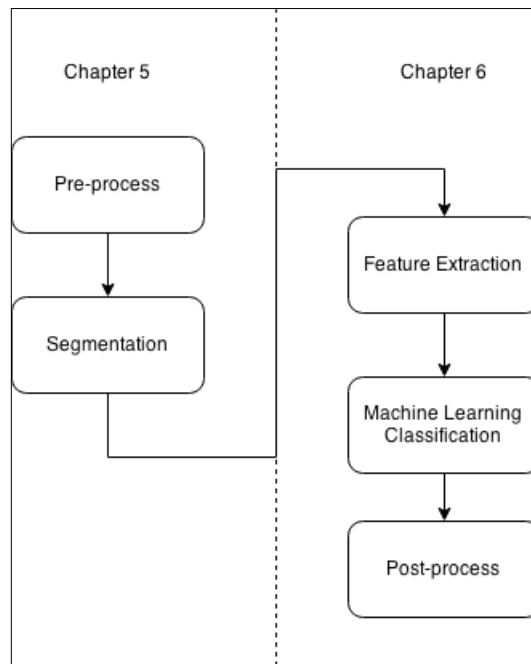 Chapter 5
Chapter 6
Pre-process
Segmentation
Feature Extraction
Machine Learning
Classification
Post-process